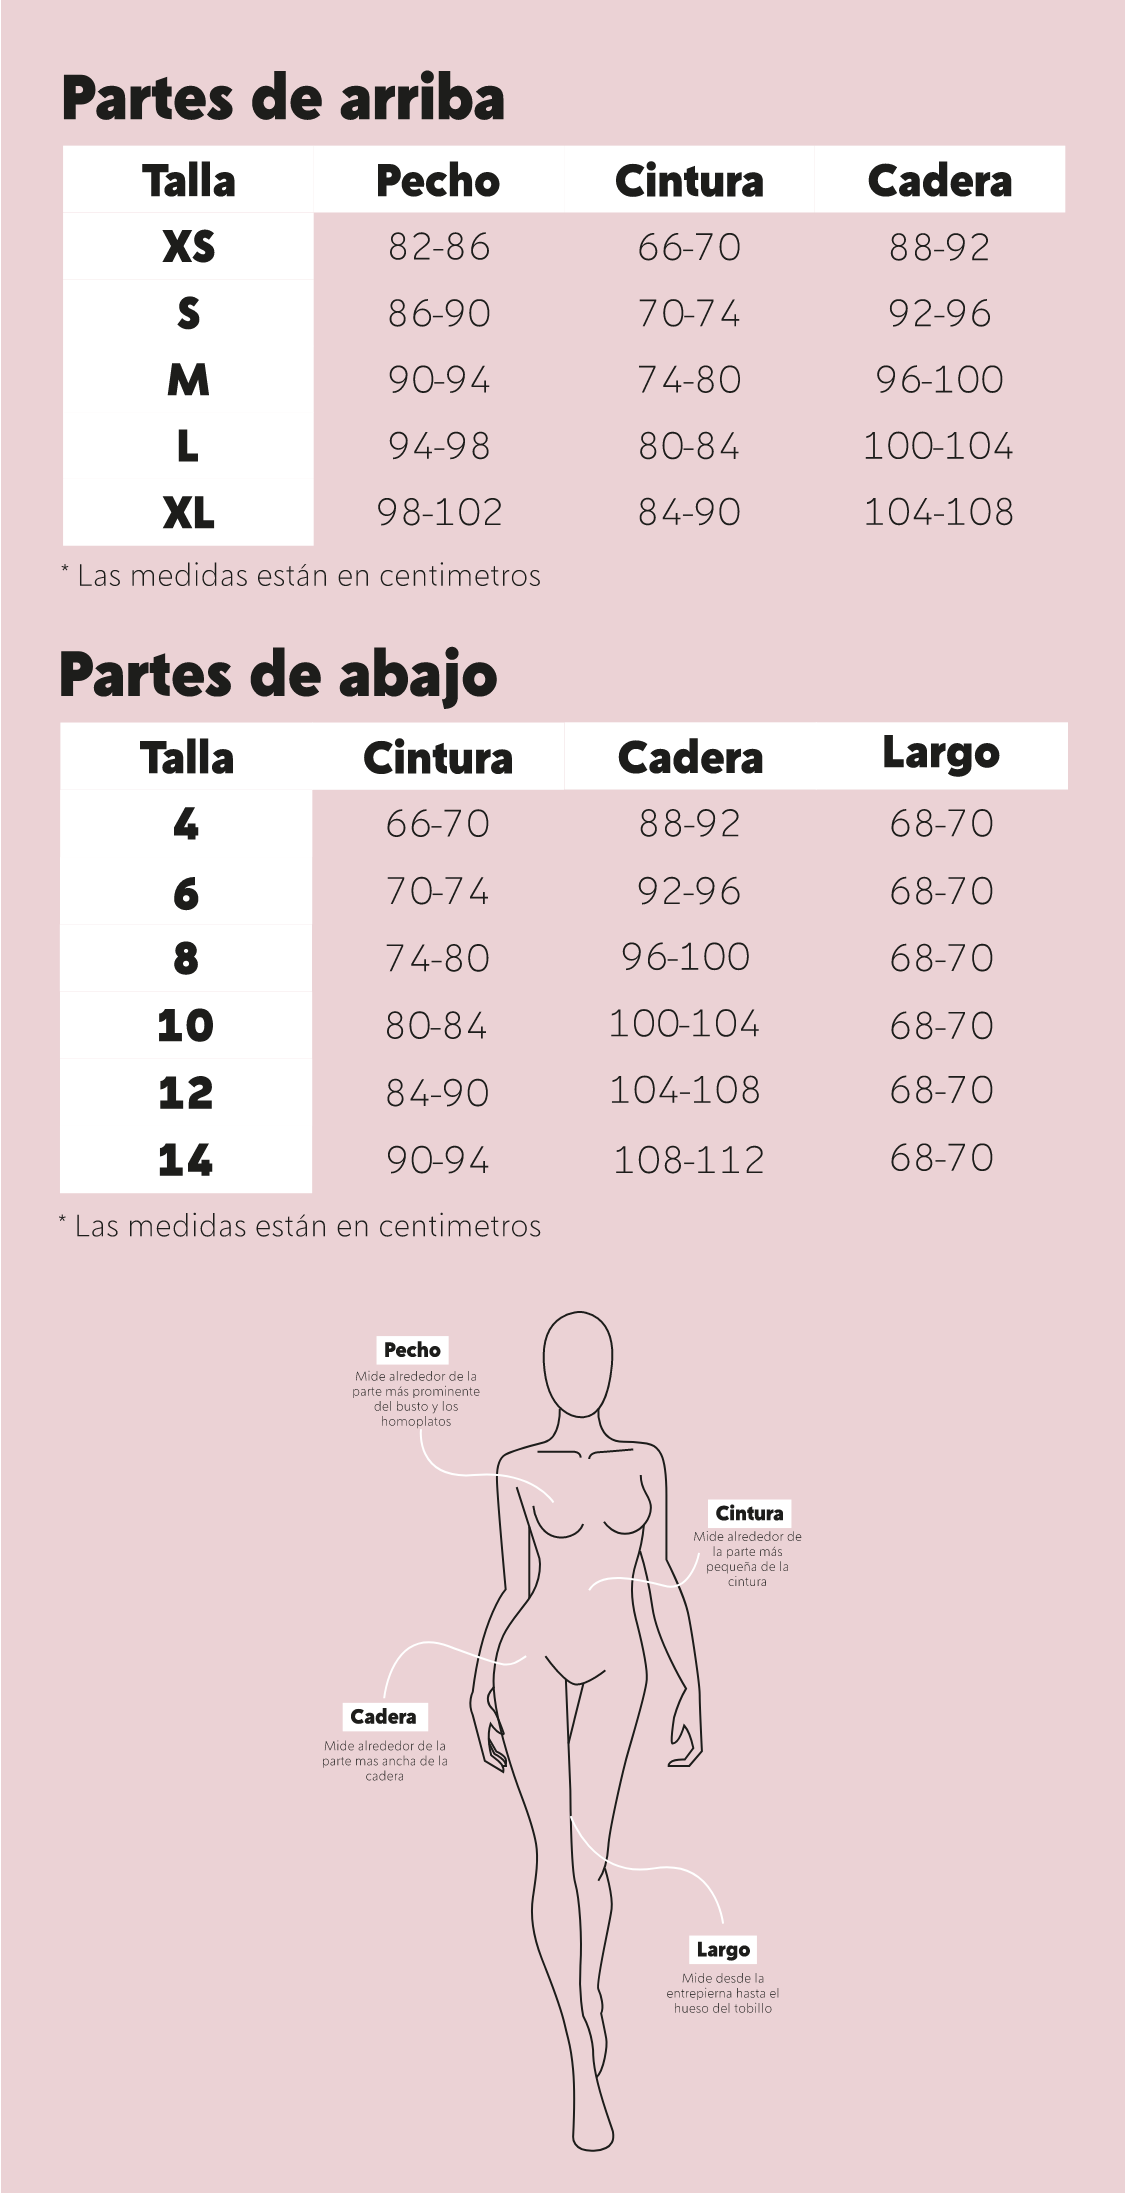 Partes de arriba
Talla Pecho Cintura Cadera
XS 82-86 66-70 88-92
S 86-90 70-74 92-96
M 90-94 74-80 96-100
L 94-98 80-84 100-104
XL 98-102 84-90 104-108
* Las medidas están en centimetros
Partes de abajo
Talla Cintura Cadera Largo
4 66-70 88-92 68-70
6 70-74 92-96 68-70
8 74-80 96-100 68-70
10 80-84 100-104 68-70
12 84-90 104-108 68-70
14 90-94 108-112 68-70
* Las medidas están en centimetros
Pecho
Mide alrededor de la
parte más prominente
del busto y los
homoplatos
Cintura
Mide alrededor de
la parte más
pequeña de la
cintura
Cadera
Mide alrededor de la
parte mas ancha de la
cadera
Largo
Mide desde la
entrepierna hasta el
hueso del tobillo